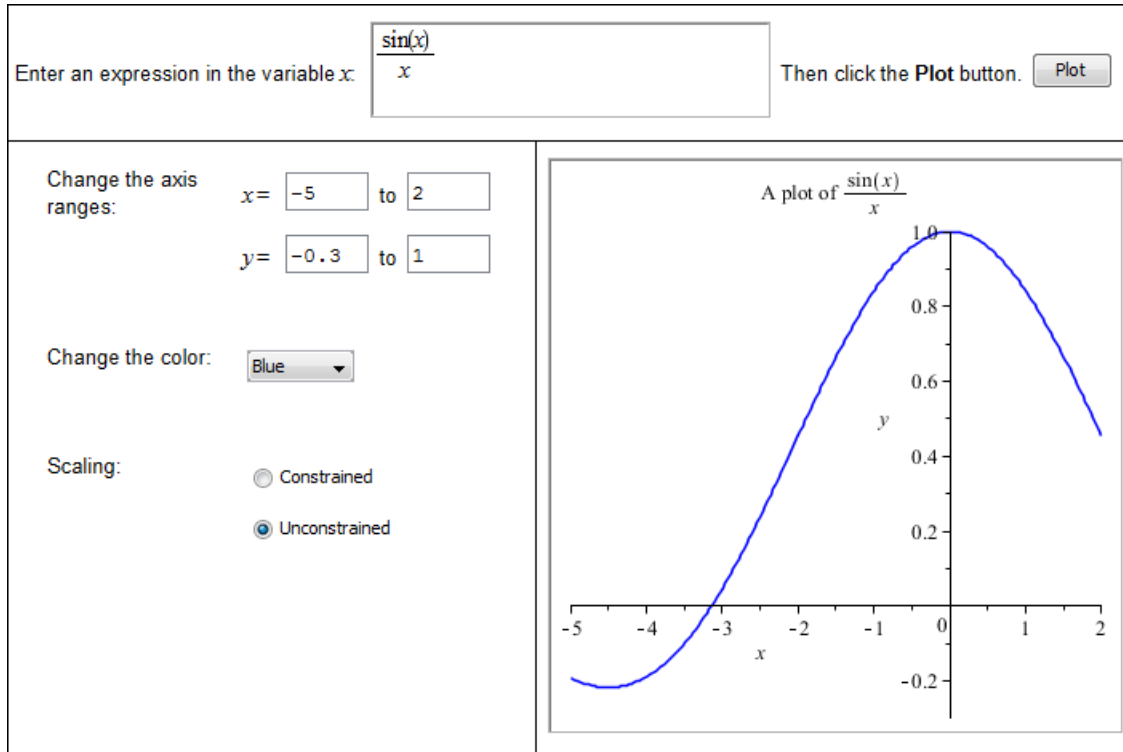 Enter an expression in the variable x:
sin(x)
x
Then click the Plot button.
Plot
Change the axis
ranges:
x= -5 to 2
y= -0.3 to 1
Change the color:
Blue
Scaling:
Constrained
Unconstrained
A plot of sin(x)
x
1.0
0.8
0.6
y
0.4
0.2
-5 -4 -3 -2 -1 0 1 2
x
-0.2